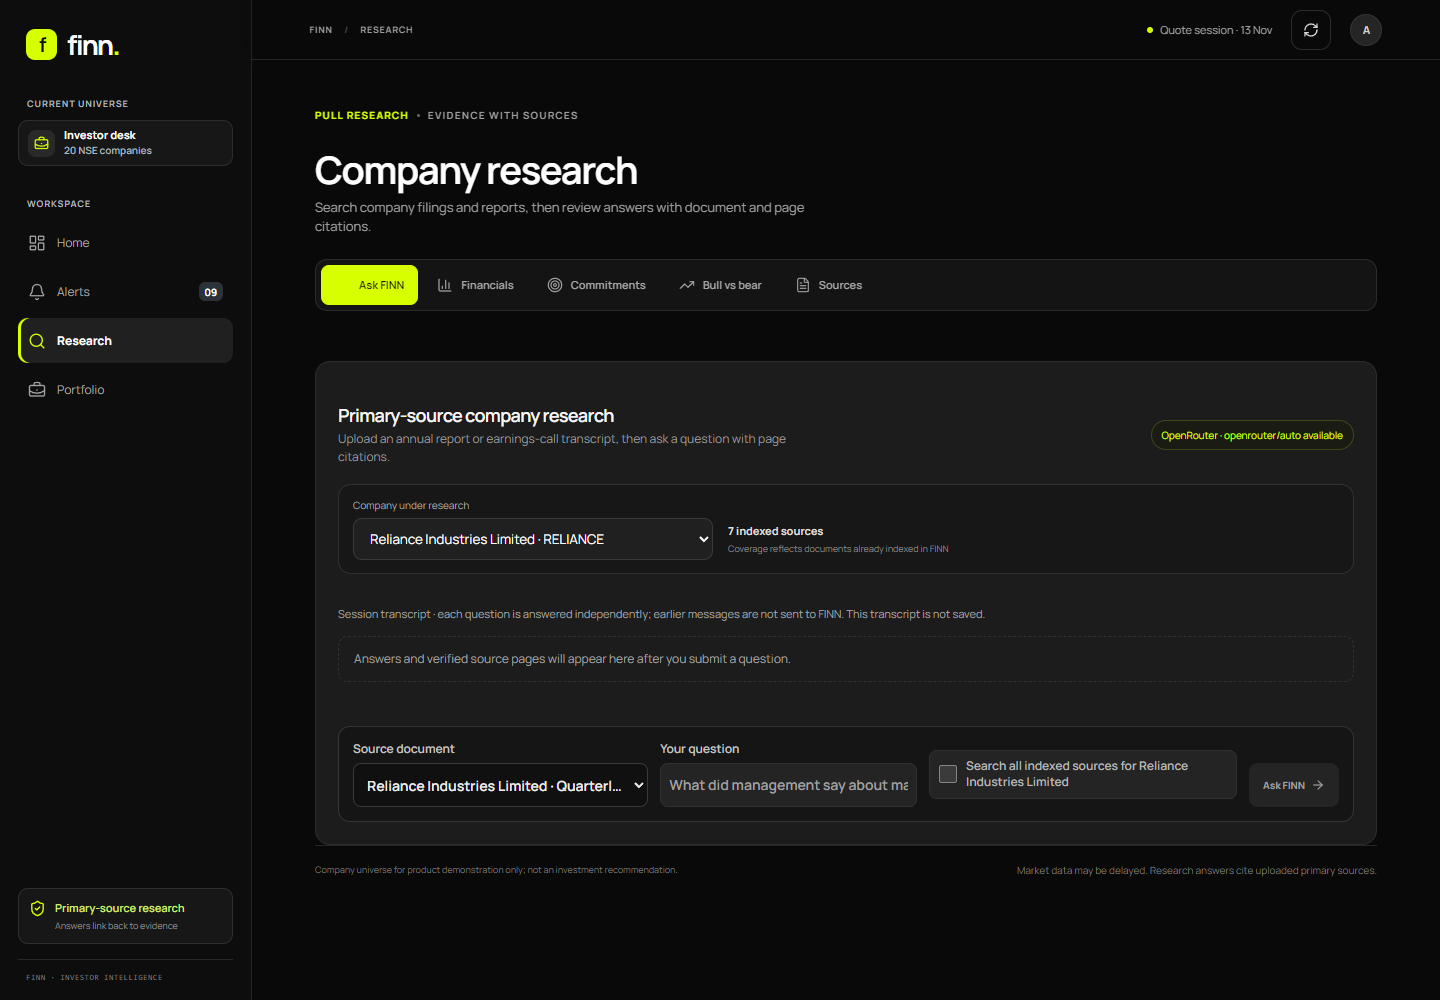 f finn.
FINN / RESEARCH
Quote session · 13 Nov
A
CURRENT UNIVERSE
Investor desk
20 NSE companies
WORKSPACE
Home
Alerts 09
Research
Portfolio
PULL RESEARCH • EVIDENCE WITH SOURCES
Company research
Search company filings and reports, then review answers with document and page
citations.
Ask FINN Financials Commitments Bull vs bear Sources
Primary-source company research
Upload an annual report or earnings-call transcript, then ask a question with page
citations.
OpenRouter · openrouter/auto available
Company under research
Reliance Industries Limited · RELIANCE
7 indexed sources
Coverage reflects documents already indexed in FINN
Session transcript · each question is answered independently; earlier messages are not sent to FINN. This transcript is not saved.
Answers and verified source pages will appear here after you submit a question.
Source document
Reliance Industries Limited · Quarterl...
Your question
What did management say about ma
Search all indexed sources for Reliance
Industries Limited
Ask FINN
Company universe for product demonstration only; not an investment recommendation.
Market data may be delayed. Research answers cite uploaded primary sources.
Primary-source research
Answers link back to evidence
FINN · INVESTOR INTELLIGENCE